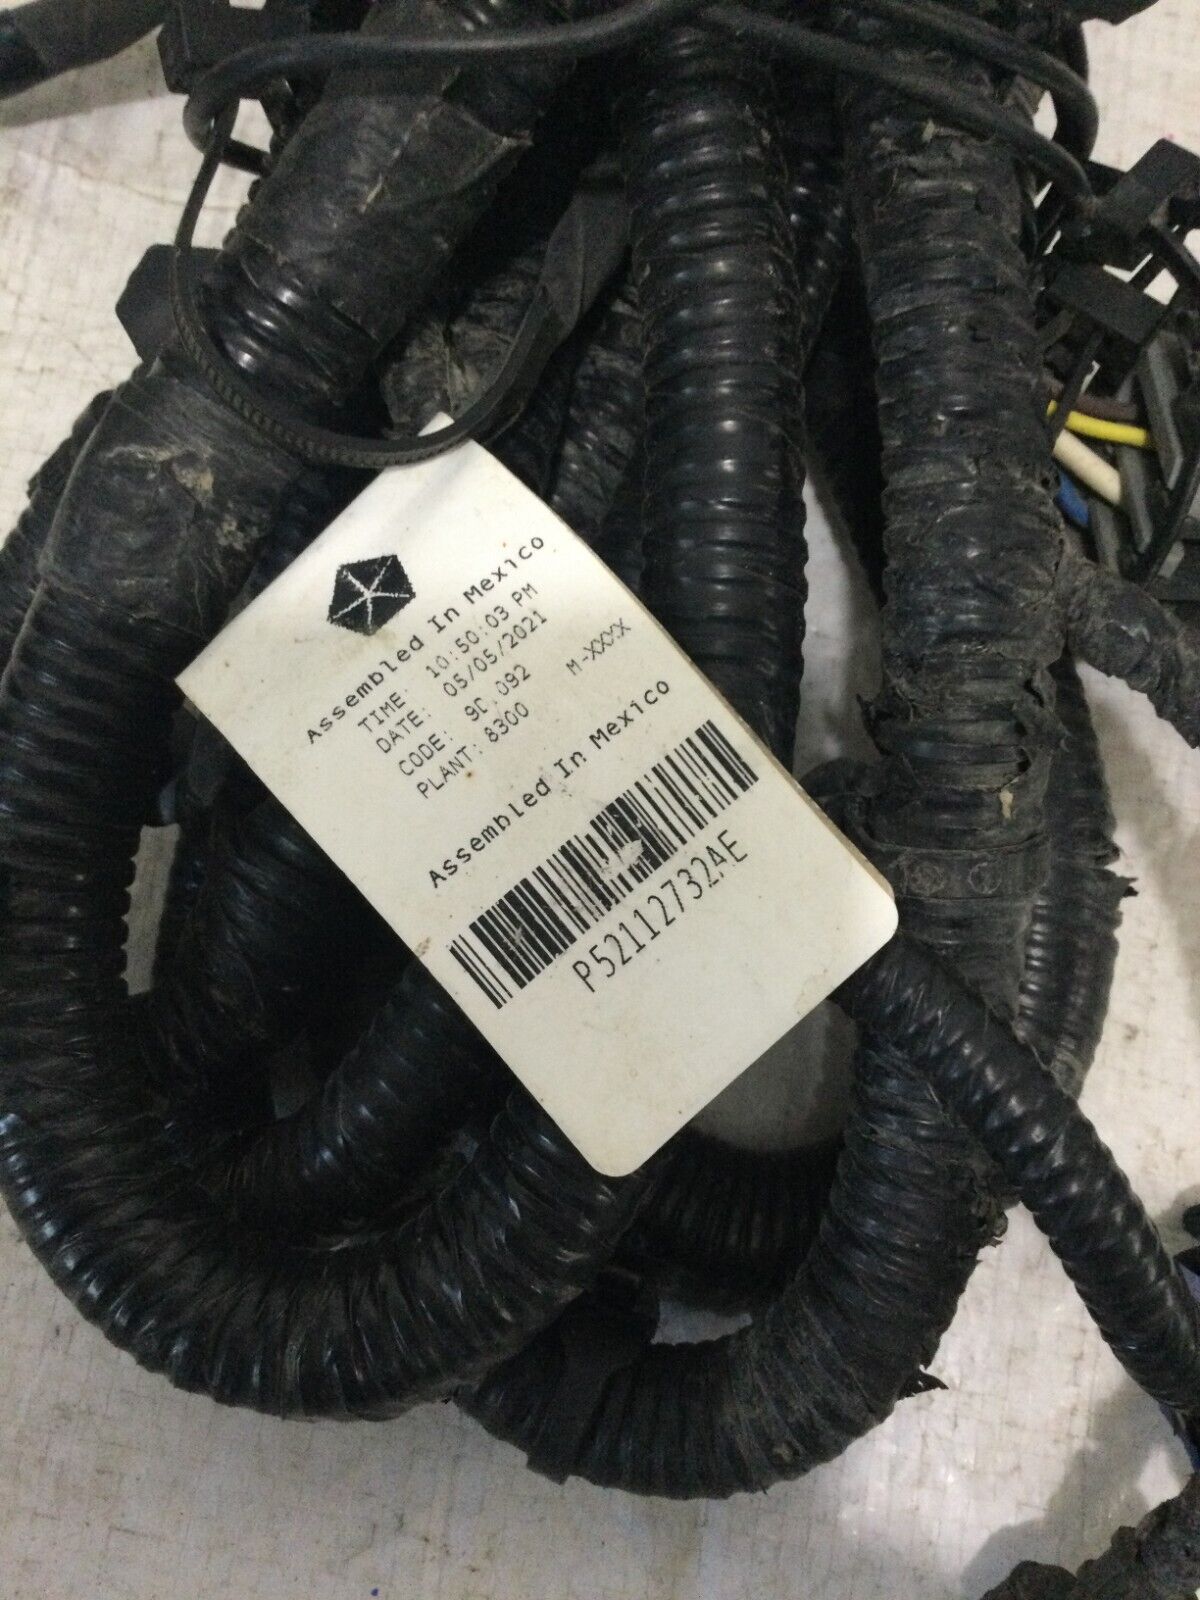 Assembled In Mexico
TIME: 10:50:03 PM
DATE: 05/05/2021
CODE: 9C 092
PLANT: 8300 M-XXXX
Assembled In Mexico
P52112732AE